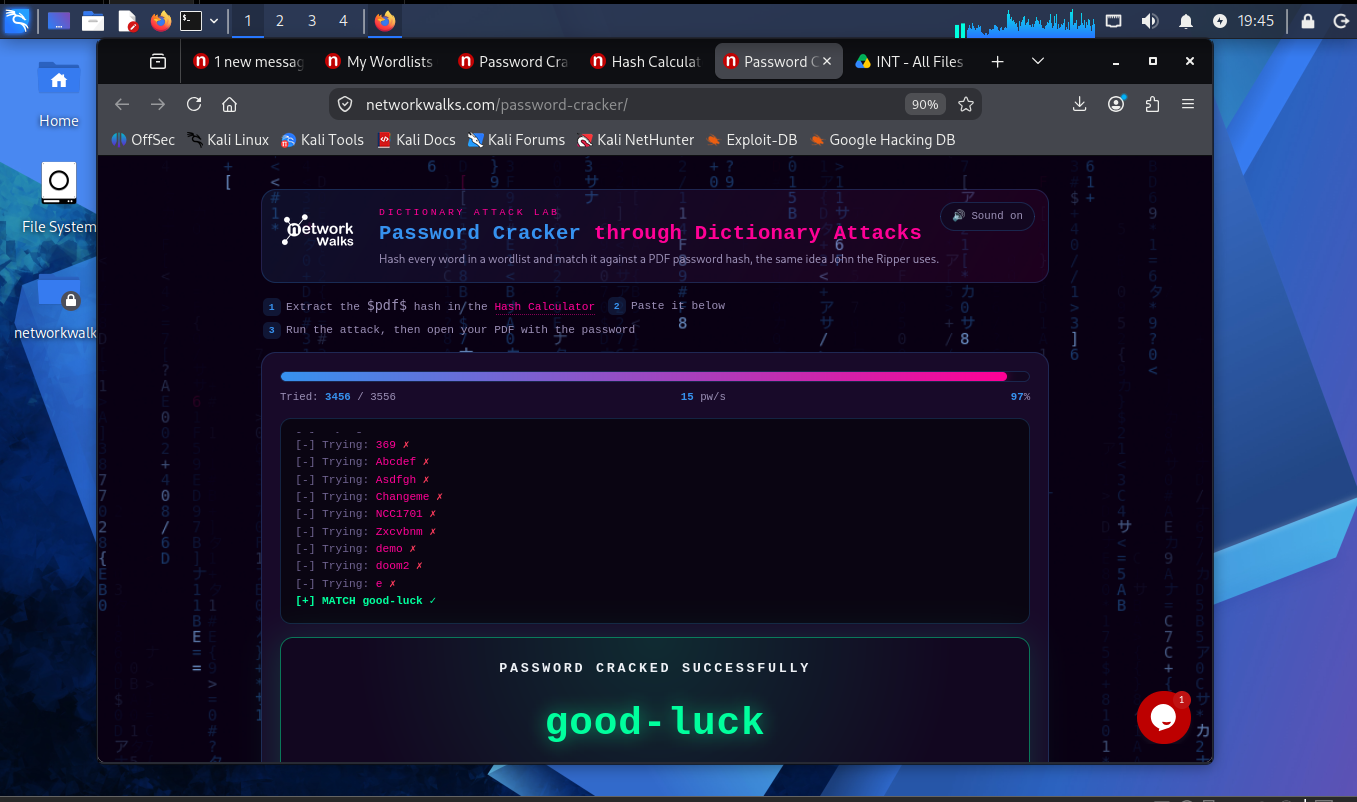 1 2 3 4 19:45
1 new messag My Wordlists Password Cra Hash Calculat Password C INT - All Files
networkwalks.com/password-cracker/ 90%
OffSec Kali Linux Kali Tools Kali Docs Kali Forums Kali NetHunter Exploit-DB Google Hacking DB
Home
File System
networkwalk
network Walks
DICTIONARY ATTACK LAB
Sound on
Password Cracker through Dictionary Attacks
Hash every word in a wordlist and match it against a PDF password hash, the same idea John the Ripper uses.
1 Extract the $pdf$ hash in the Hash Calculator 2 Paste it below
3 Run the attack, then open your PDF with the password
Tried: 3456 / 3556 15 pw/s 97%
[-] Trying: 369 ✗
[-] Trying: Abcdef ✗
[-] Trying: Asdfgh ✗
[-] Trying: Changeme ✗
[-] Trying: NCC1701 ✗
[-] Trying: Zxcvbnm ✗
[-] Trying: demo ✗
[-] Trying: doom2 ✗
[-] Trying: e ✗
[+] MATCH good-luck ✓
PASSWORD CRACKED SUCCESSFULLY
good-luck
1